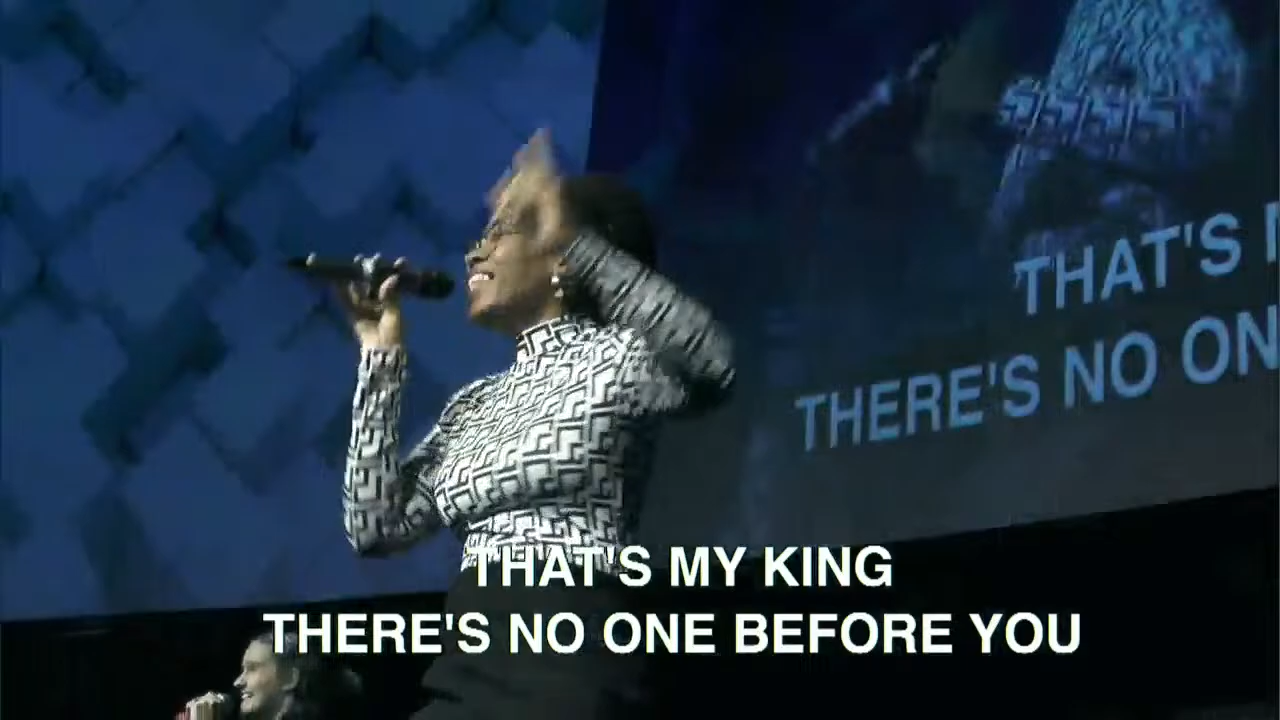 THAT'S
THERE'S NO ON
THAT'S MY KING
THERE'S NO ONE BEFORE YOU